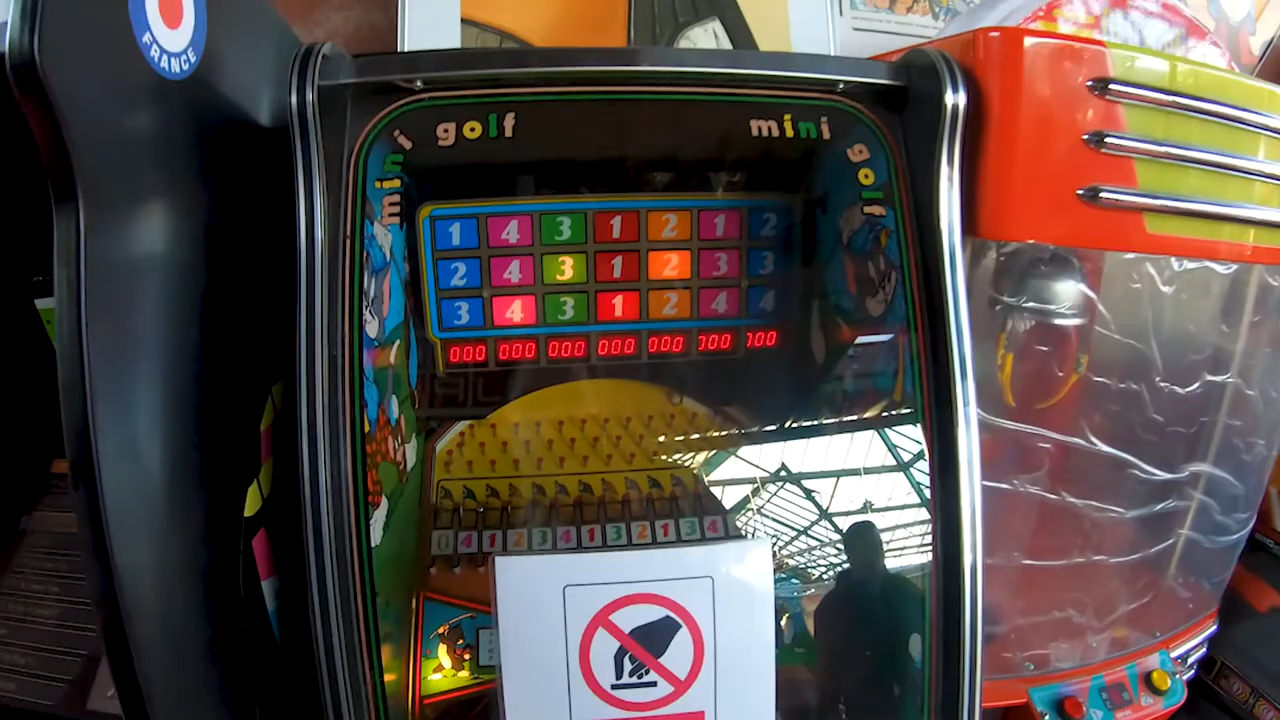 FRANCE
mini golf
mini golf
1 4 3 1 2 1 2
2 4 3 1 2 3 3
3 4 3 1 2 4 4
000 000 000 000 000 000 000
0 4 1 2 3 4 1 3 2 1 3 4